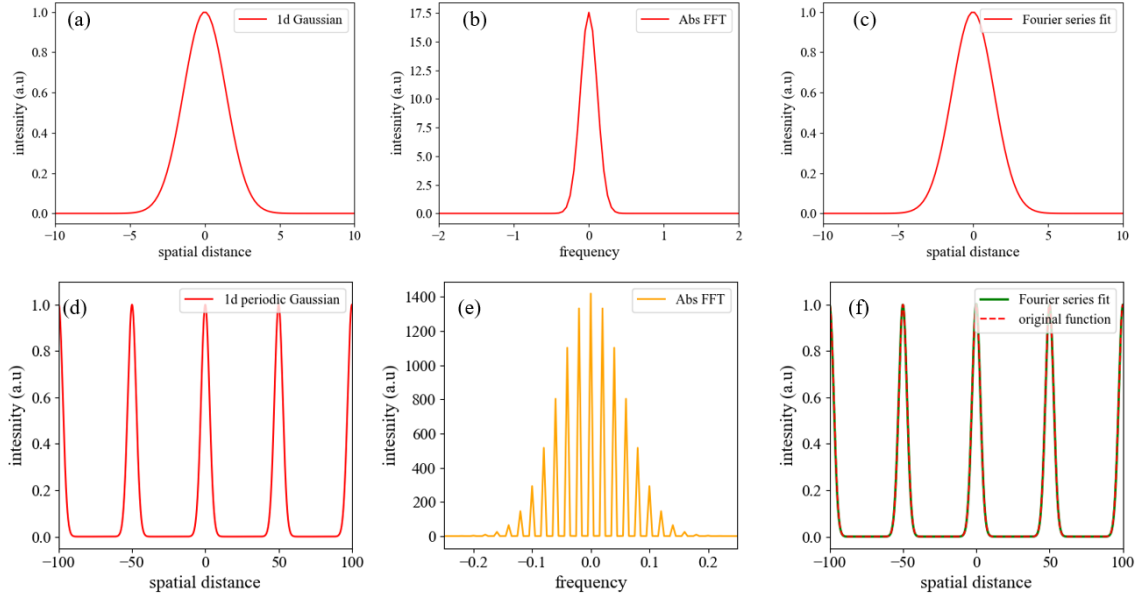 (a)
1d Gaussian
1.0
0.8
0.6
0.4
0.2
0.0
intesnity (a.u)
−10
−5
0
5
10
spatial distance
(b)
Abs FFT
17.5
15.0
12.5
10.0
7.5
5.0
2.5
0.0
intesnity (a.u)
−2
−1
0
1
2
frequency
(c)
Fourier series fit
1.0
0.8
0.6
0.4
0.2
0.0
intesnity (a.u)
−10
−5
0
5
10
spatial distance
(d)
1d periodic Gaussian
1.0
0.8
0.6
0.4
0.2
0.0
intesnity (a.u)
−100
−50
0
50
100
spatial distance
(e)
Abs FFT
1400
1200
1000
800
600
400
200
0
intesnity (a.u)
−0.2
−0.1
0.0
0.1
0.2
frequency
(f)
Fourier series fit
original function
1.0
0.8
0.6
0.4
0.2
0.0
intesnity (a.u)
−100
−50
0
50
100
spatial distance